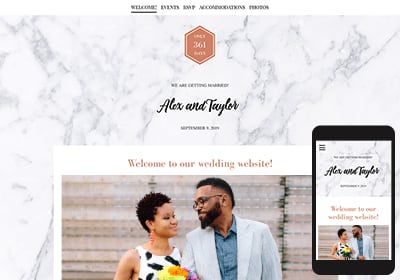 WELCOME! EVENTS RSVP ACCOMMODATIONS PHOTOS
ONLY
361
DAYS
WE ARE GETTING MARRIED!
Alex and Taylor
SEPTEMBER 9, 2019
Welcome to our wedding website!
WE ARE GETTING MARRIED!
Alex and Taylor
SEPTEMBER 9, 2019
Welcome to our
wedding website!